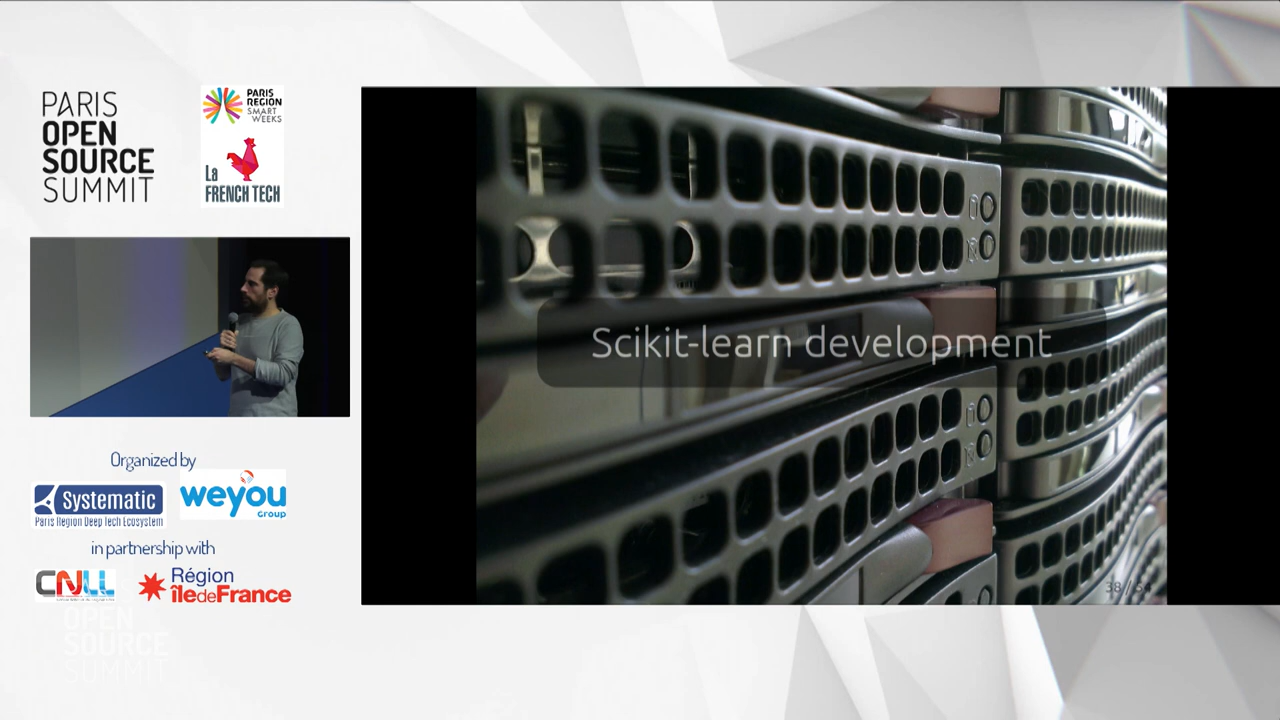 PARIS
OPEN
SOURCE
SUMMIT
PARIS
REGION
SMART
WEEKS
La
FRENCH TECH
Scikit-learn development
Organized by
Systematic
Paris Region Deep Tech Ecosystem
weyou
GROUP
in partnership with
CNLL
Région
îledeFrance
OPEN
SOURCE
SUMMIT
38 /